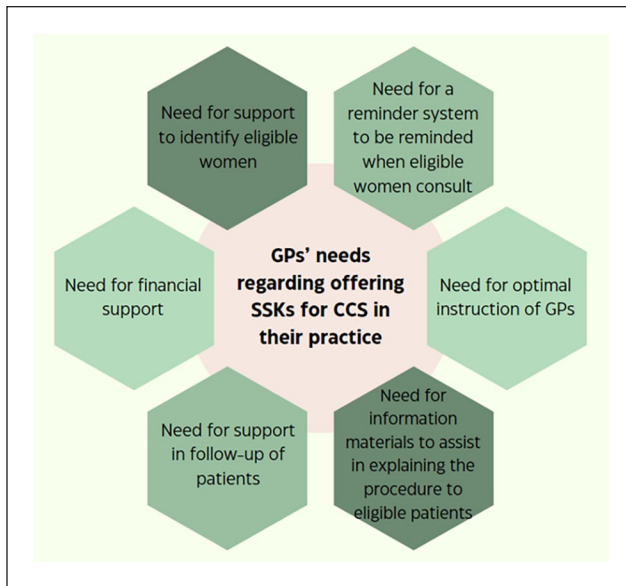 Need for support
to identify eligible
women
Need for a
reminder system
to be reminded
when eligible
women consult
Need for financial
support
GPs’ needs
regarding offering
SSKs for CCS in
their practice
Need for optimal
instruction of GPs
Need for support
in follow-up of
patients
Need for
information
materials to assist
in explaining the
procedure to
eligible patients